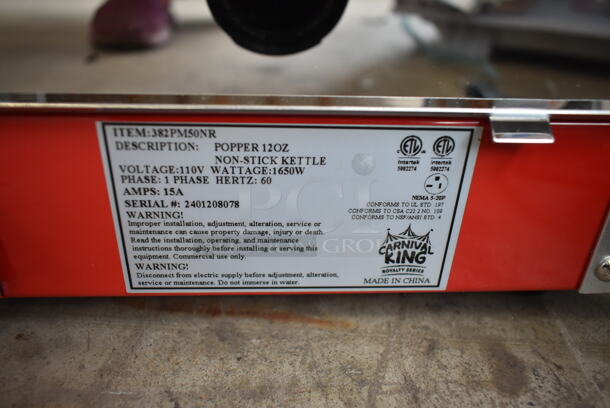 ITEM:382PM50NR
DESCRIPTION: POPPER 12OZ
NON-STICK KETTLE
VOLTAGE:110V WATTAGE:1650W
PHASE: 1 PHASE HERTZ: 60
AMPS: 15A
SERIAL #: 2401208078
WARNING!
Improper installation, adjustment, alteration, service or
maintenance can cause property damage, injury or death.
Read the installation, operating, and maintenance
instructions thoroughly before installing or servicing this
equipment. Commercial use only.
WARNING!
Disconnect from electric supply before adjustment, alteration,
service or maintenance. Do not immerse in water.
ETL ETL
Intertek Intertek
5002274 5002274
NEMA 5-20P
CONFORMS TO UL STD. 197
CONFORMS TO CSA C22.2 NO. 109
CONFORMS TO NSF/ANSI STD. 4
CARNIVAL
KING
ROYALTY SERIES
MADE IN CHINA
PCI
GROUP